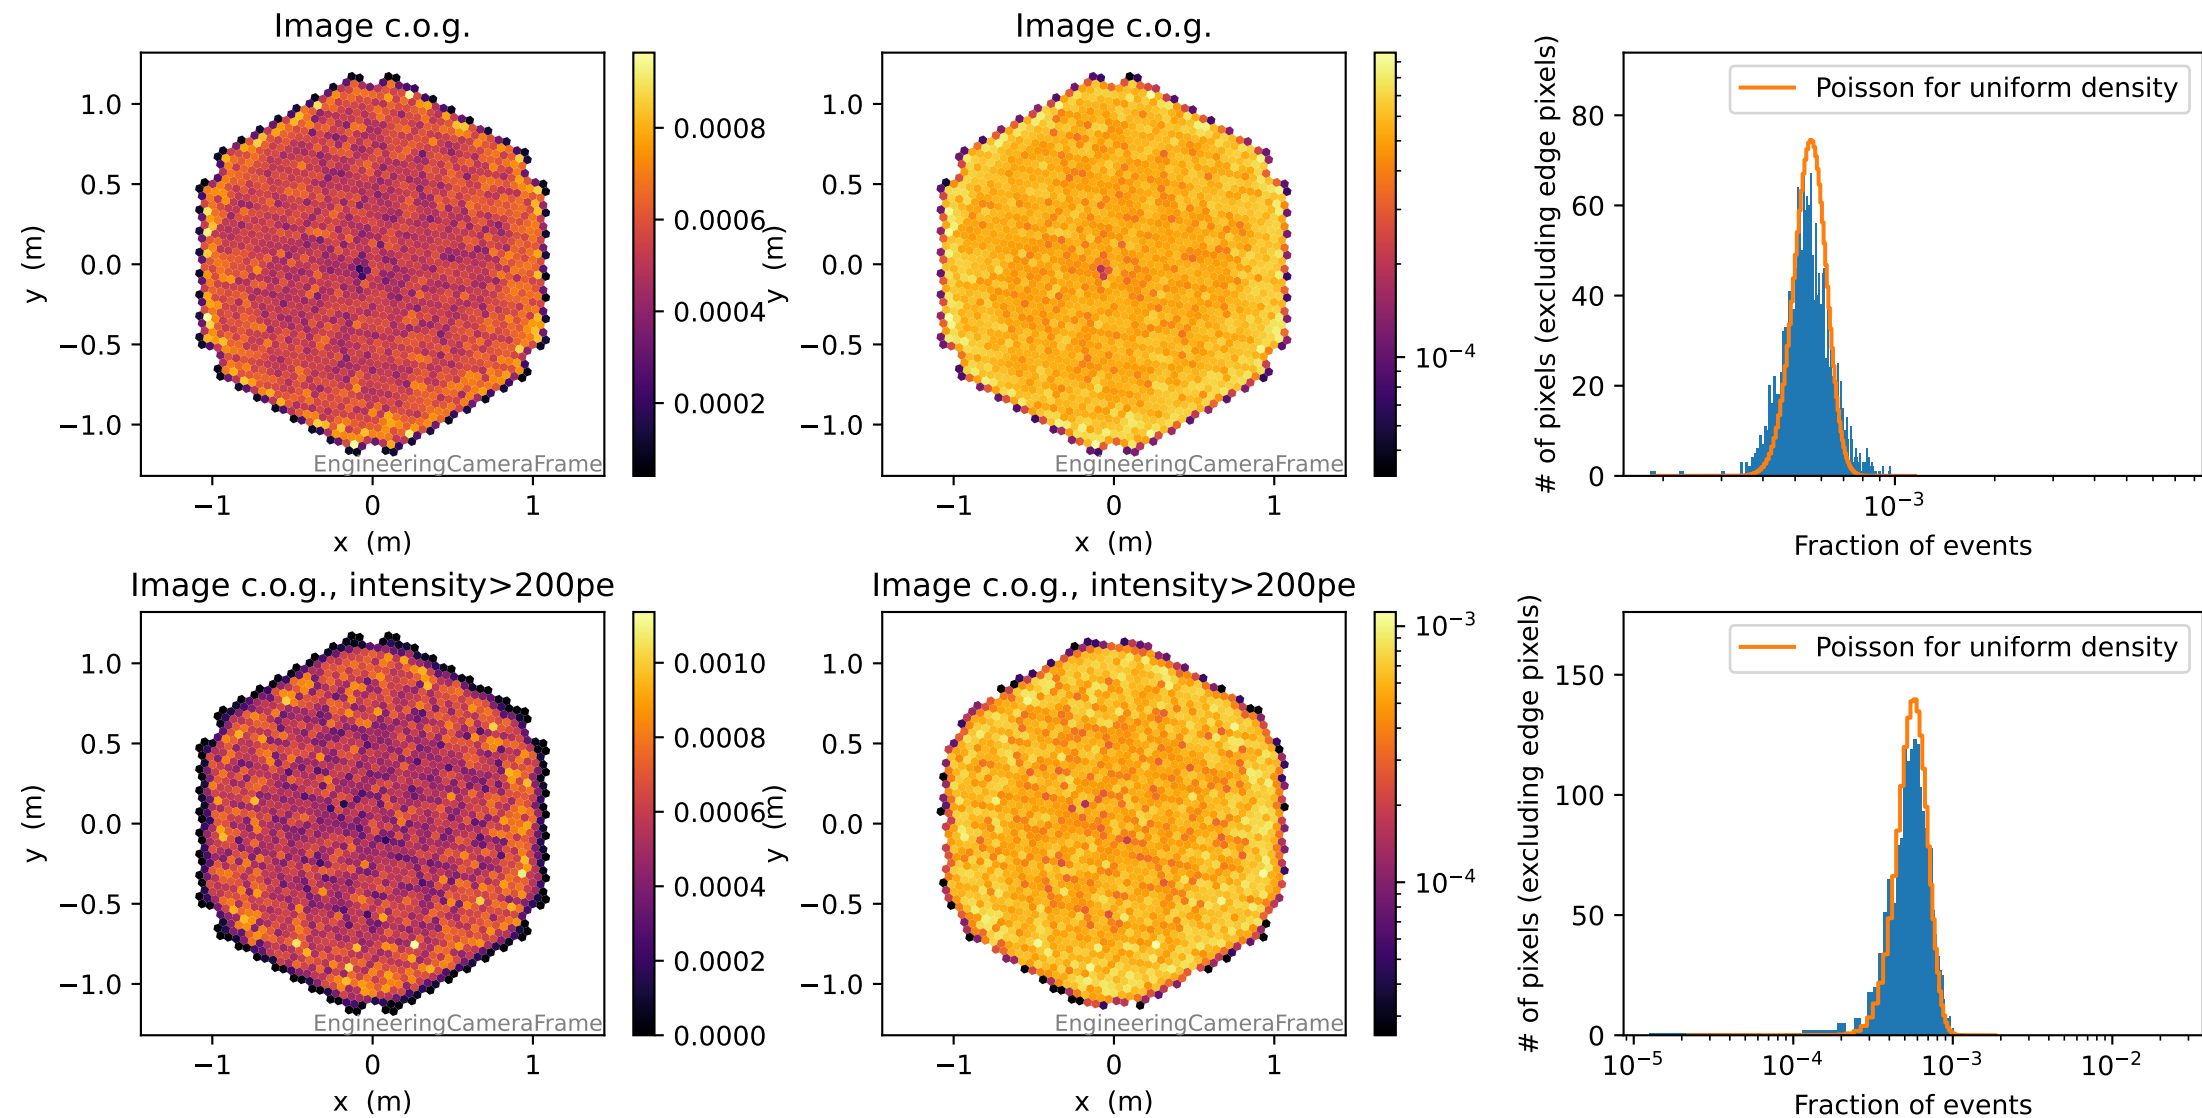 Image c.o.g.
1.0
0.5
0.0
−0.5
−1.0
−1
0
1
x (m)
y (m)
EngineeringCameraFrame
0.0008
0.0006
0.0004
0.0002
Image c.o.g.
1.0
0.5
0.0
−0.5
−1.0
−1
0
1
x (m)
y (m)
EngineeringCameraFrame
10⁻⁴
Poisson for uniform density
80
60
40
20
0
10⁻³
Fraction of events
# of pixels (excluding edge pixels)
Image c.o.g., intensity>200pe
1.0
0.5
0.0
−0.5
−1.0
−1
0
1
x (m)
y (m)
EngineeringCameraFrame
0.0010
0.0008
0.0006
0.0004
0.0002
0.0000
Image c.o.g., intensity>200pe
1.0
0.5
0.0
−0.5
−1.0
−1
0
1
x (m)
y (m)
EngineeringCameraFrame
10⁻³
10⁻⁴
Poisson for uniform density
150
100
50
0
10⁻⁵
10⁻⁴
10⁻³
10⁻²
Fraction of events
# of pixels (excluding edge pixels)